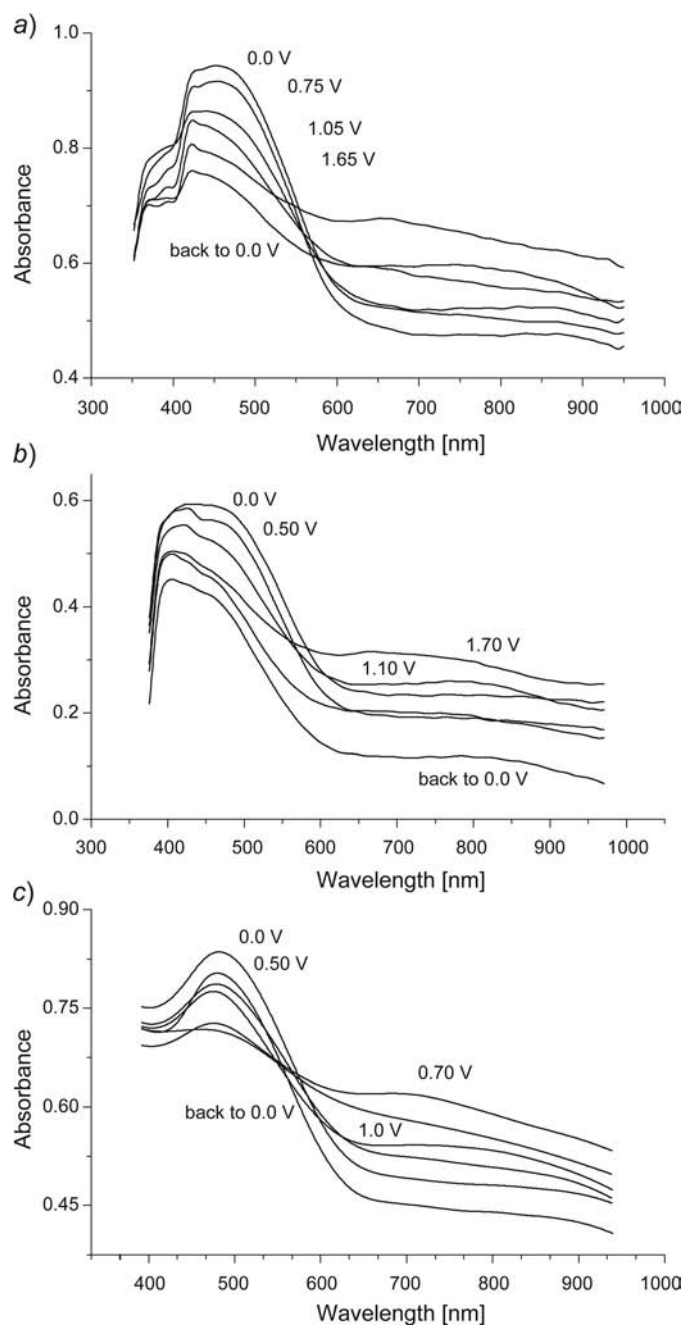 a)
1.0
0.0 V
0.75 V
0.8
1.05 V
1.65 V
Absorbance
0.6
back to 0.0 V
0.4
300 400 500 600 700 800 900 1000
Wavelength [nm]
b)
0.6
0.0 V
0.50 V
0.4
Absorbance
1.70 V
1.10 V
0.2
back to 0.0 V
0.0
300 400 500 600 700 800 900 1000
Wavelength [nm]
c)
0.90
0.0 V
0.50 V
0.75
Absorbance
0.70 V
0.60
back to 0.0 V
1.0 V
0.45
400 500 600 700 800 900 1000
Wavelength [nm]